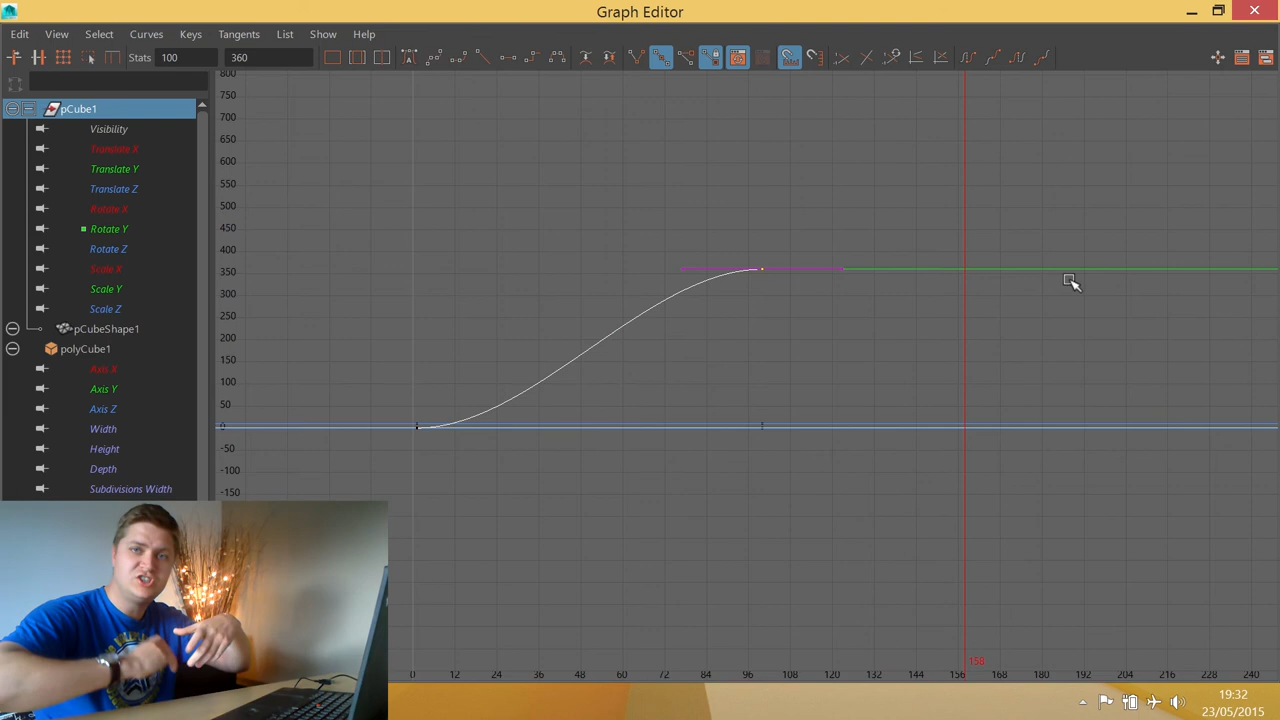 Graph Editor
Edit View Select Curves Keys Tangents List Show Help
Stats 100 360
pCube1
Visibility
Translate X
Translate Y
Translate Z
Rotate X
Rotate Y
Rotate Z
Scale X
Scale Y
Scale Z
pCubeShape1
polyCube1
Axis X
Axis Y
Axis Z
Width
Height
Depth
Subdivisions Width
800
750
700
650
600
550
500
450
400
350
300
250
200
150
100
50
0
-50
-100
-150
158
0 12 24 36 48 60 72 84 96 108 120 132 144 156 168 180 192 204 216 228 240
19:32
23/05/2015